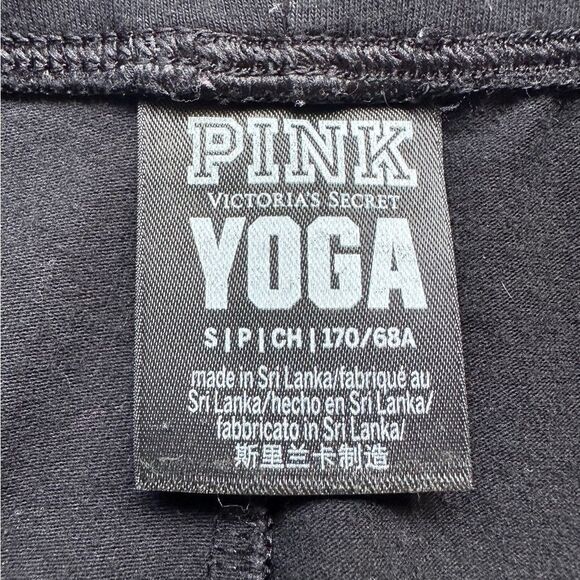 PINK
VICTORIA'S SECRET
YOGA
S|P|CH|170/68A
made in Sri Lanka/fabriqué au
Sri Lanka/hecho en Sri Lanka/
fabbricato in Sri Lanka/
斯里兰卡制造